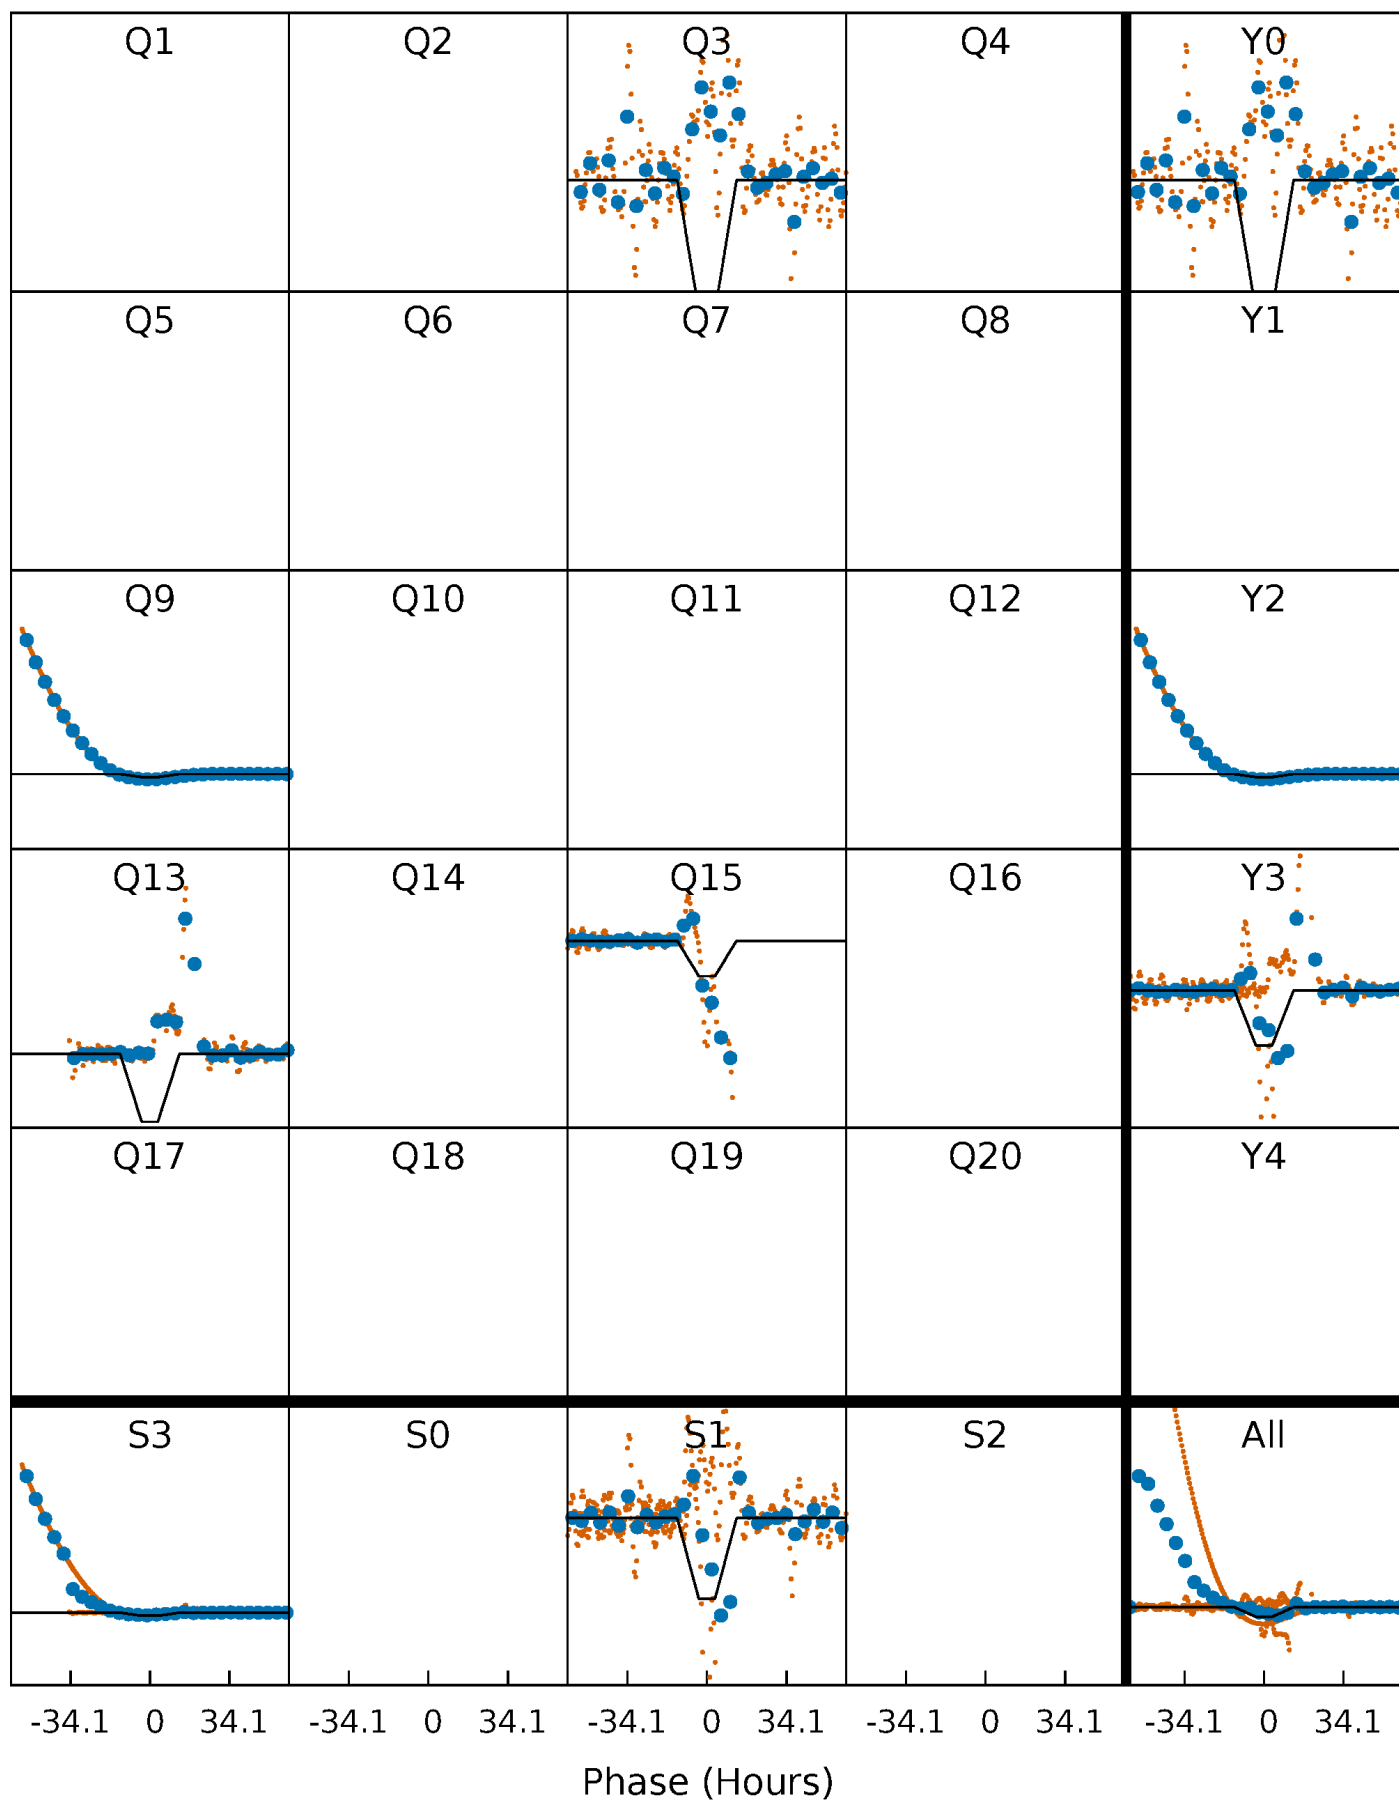 Q1 Q2 Q3 Q4 Y0
Q5 Q6 Q7 Q8 Y1
Q9 Q10 Q11 Q12 Y2
Q13 Q14 Q15 Q16 Y3
Q17 Q18 Q19 Q20 Y4
S3 S0 S1 S2 All
-34.1 0 34.1 -34.1 0 34.1 -34.1 0 34.1 -34.1 0 34.1 -34.1 0 34.1
Phase (Hours)